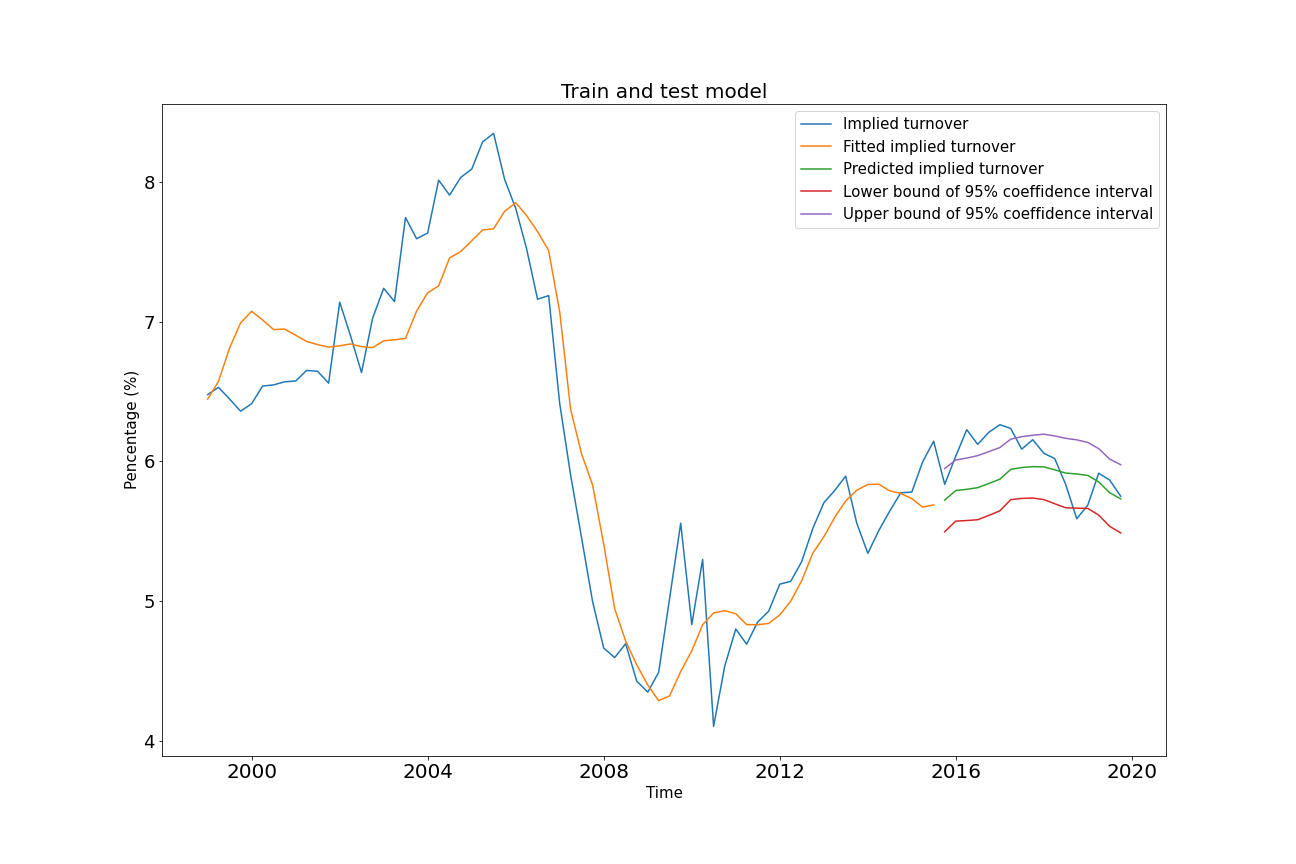 Train and test model
Implied turnover
Fitted implied turnover
Predicted implied turnover
Lower bound of 95% coeffidence interval
Upper bound of 95% coeffidence interval
8
7
6
5
4
Pencentage (%)
2000 2004 2008 2012 2016 2020
Time